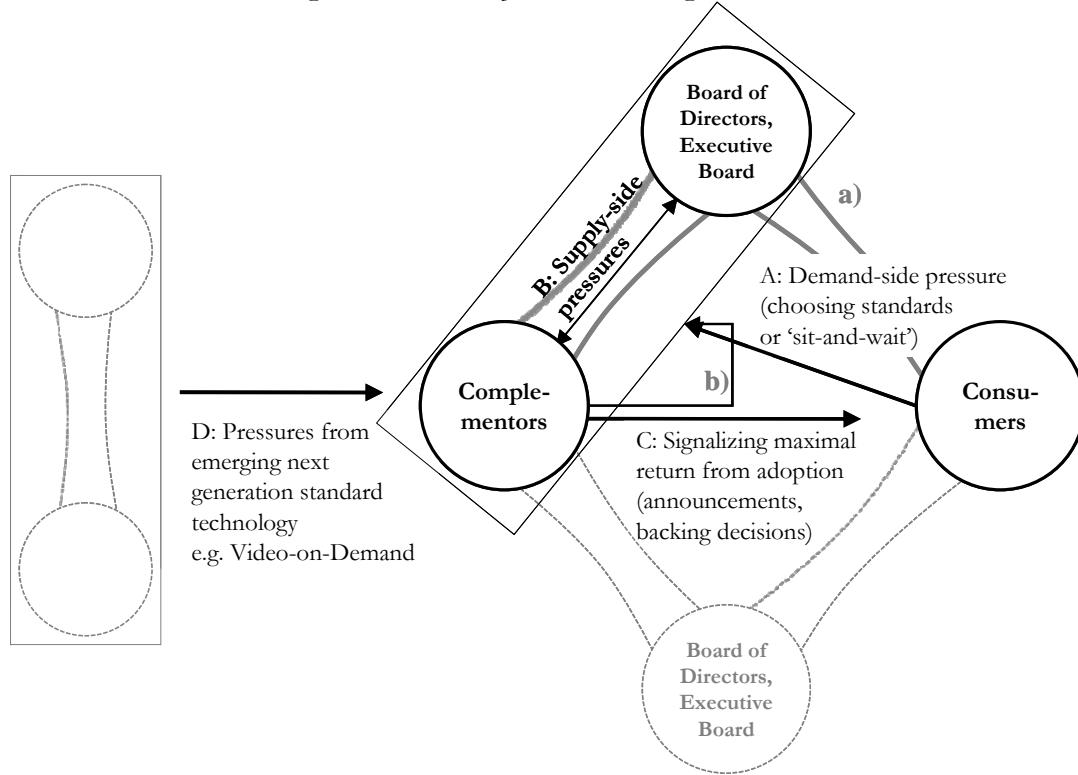 Board of
Directors,
Executive
Board
a)
B: Supply-side
pressures
A: Demand-side pressure
(choosing standards
or ‘sit-and-wait’)
b)
Comple-
mentors
Consu-
mers
D: Pressures from
emerging next
generation standard
technology
e.g. Video-on-Demand
C: Signalizing maximal
return from adoption
(announcements,
backing decisions)
Board of
Directors,
Executive
Board